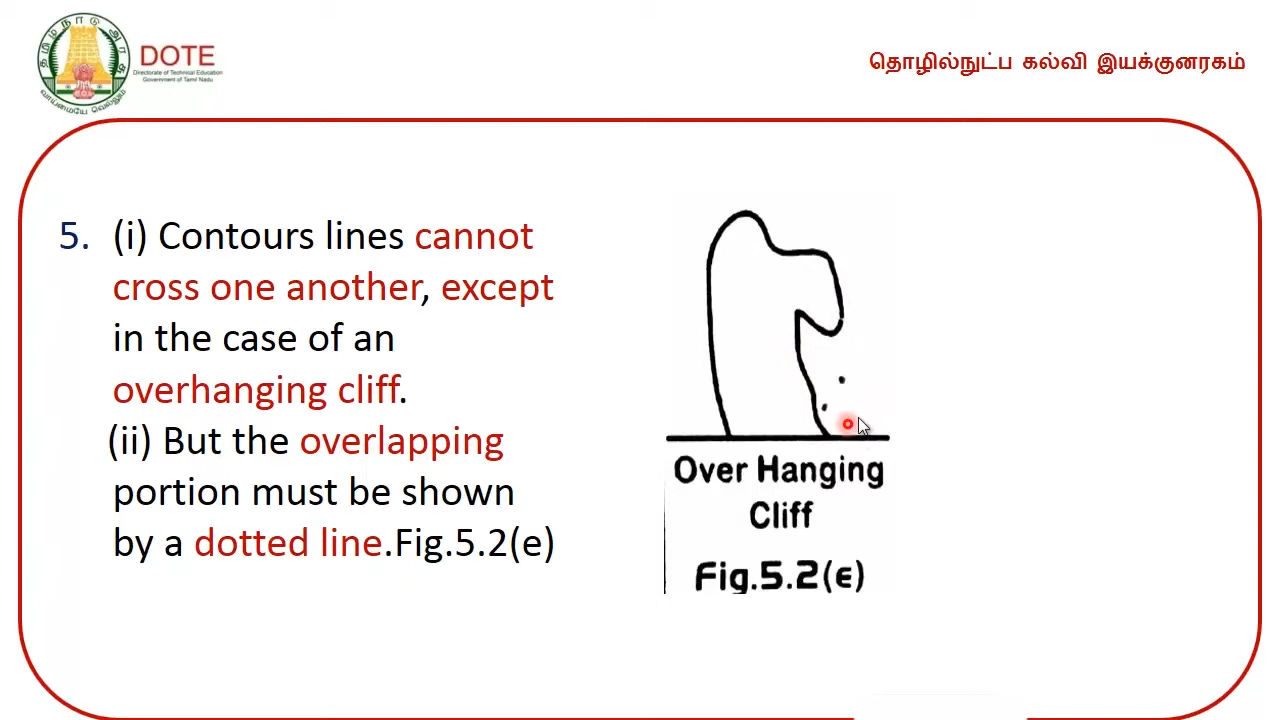 தமிழ்நாடு அரசு
வாய்மையே வெல்லும்
DOTE
Directorate of Technical Education
Government of Tamil Nadu
தொழில்நுட்ப கல்வி இயக்குனரகம்
5. (i) Contours lines cannot
cross one another, except
in the case of an
overhanging cliff.
(ii) But the overlapping
portion must be shown
by a dotted line.Fig.5.2(e)
Over Hanging
Cliff
Fig.5.2(e)